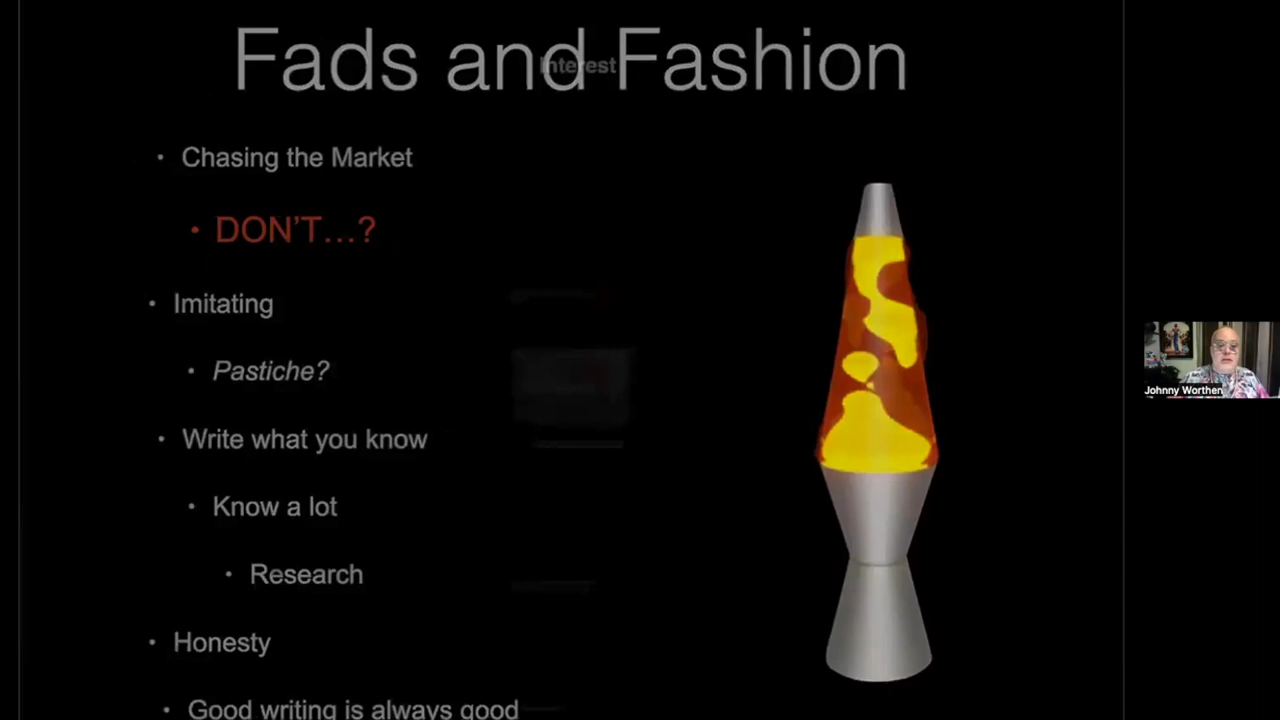 Fads and Fashion
Interest
• Chasing the Market
• DON'T...?
• Imitating
• Pastiche?
• Write what you know
• Know a lot
• Research
• Honesty
• Good writing is always good
Johnny Worthen